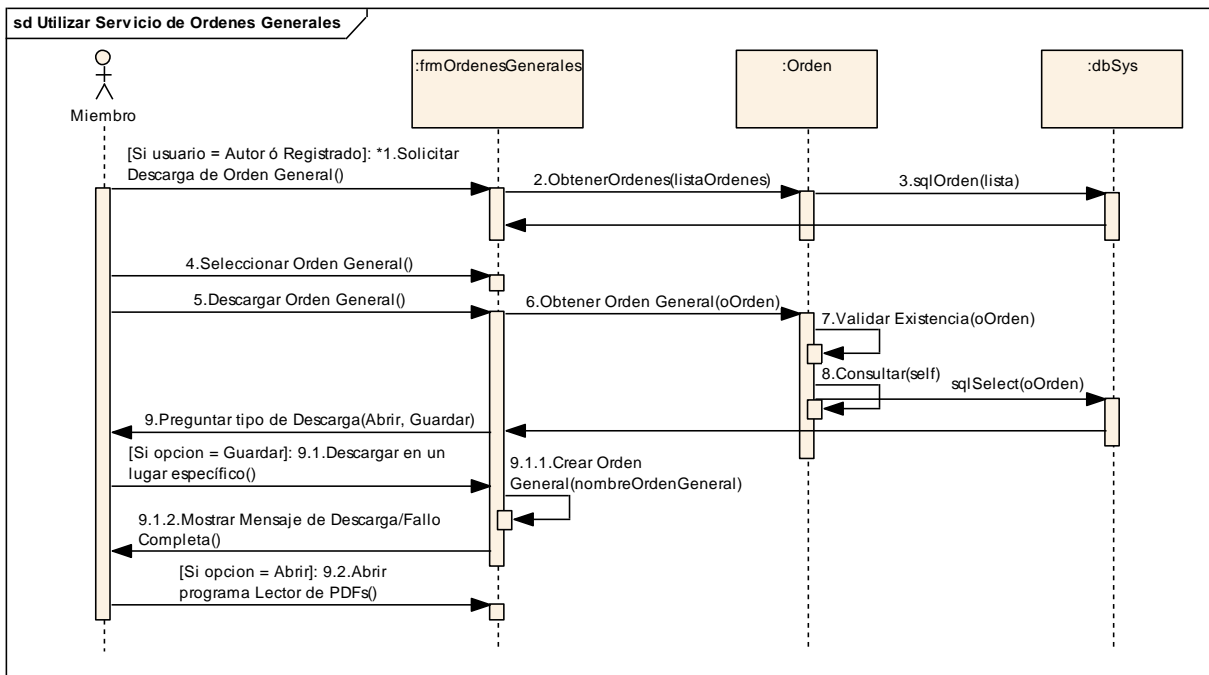 sd Utilizar Servicio de Ordenes Generales
Miembro
:frmOrdenesGenerales
:Orden
:dbSys
[Si usuario = Autor ó Registrado]: *1.Solicitar
Descarga de Orden General()
2.ObtenerOrdenes(listaOrdenes)
3.sqlOrden(lista)
4.Seleccionar Orden General()
5.Descargar Orden General()
6.Obtener Orden General(oOrden)
7.Validar Existencia(oOrden)
8.Consultar(self)
sqlSelect(oOrden)
9.Preguntar tipo de Descarga(Abrir, Guardar)
[Si opcion = Guardar]: 9.1.Descargar en un
lugar específico()
9.1.1.Crear Orden
General(nombreOrdenGeneral)
9.1.2.Mostrar Mensaje de Descarga/Fallo
Completa()
[Si opcion = Abrir]: 9.2.Abrir
programa Lector de PDFs()